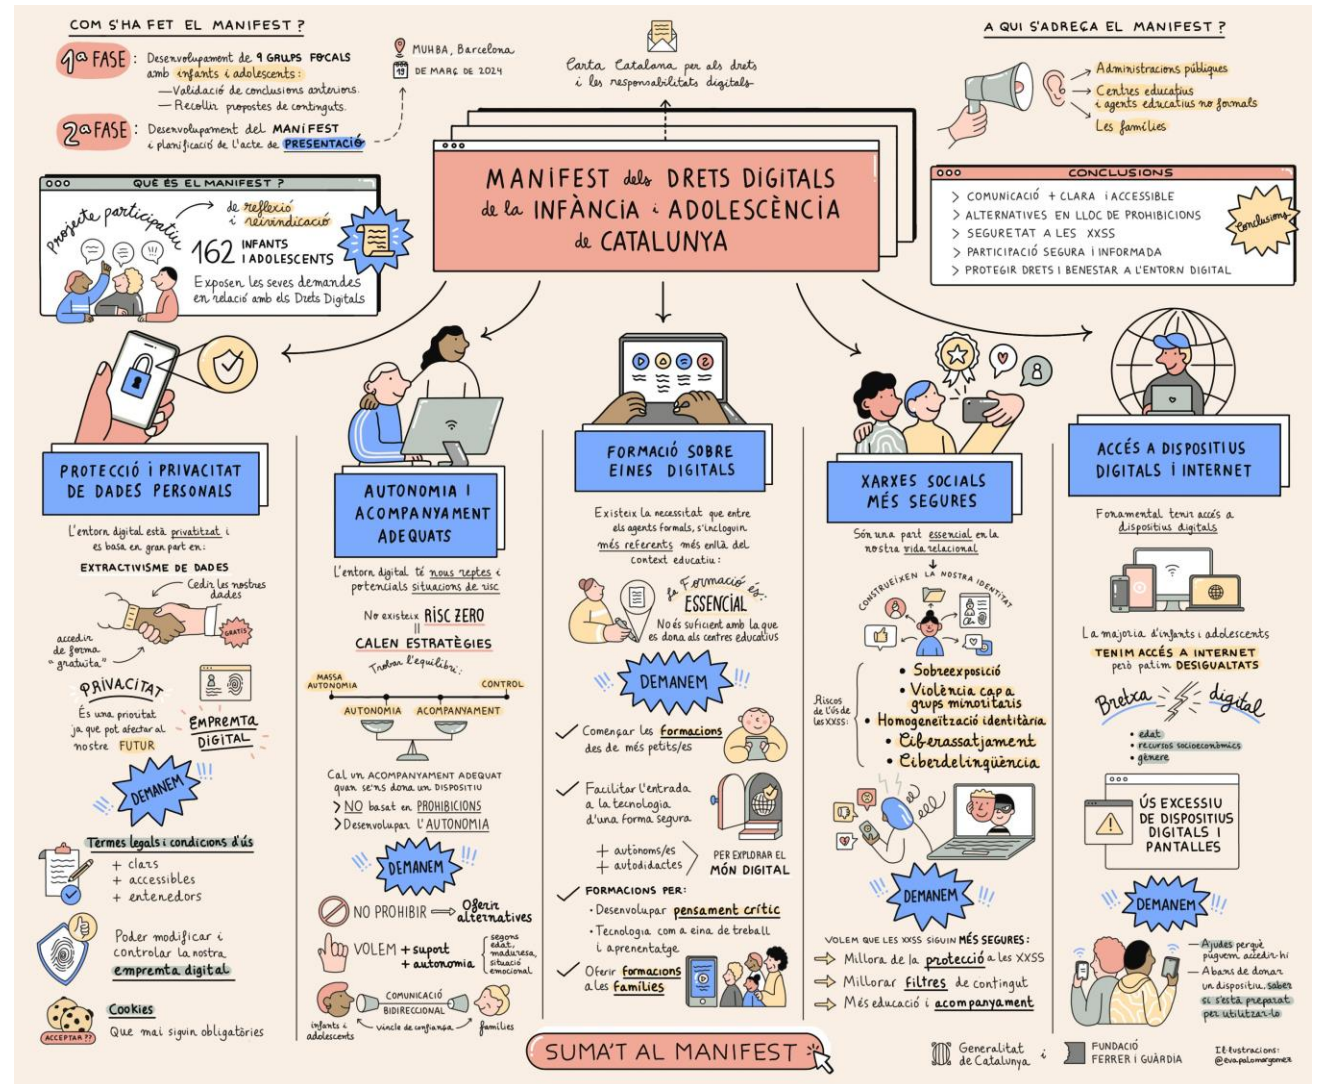 COM S'HA FET EL MANIFEST?
1a FASE: Desenvolupament de 9 GRUPS FOCALS
amb infants i adolescents:
— Validació de conclusions anteriors.
— Recollir propostes de continguts.
2a FASE: Desenvolupament del MANIFEST
i planificació de l'acte de PRESENTACIÓ
MUHBA, Barcelona
19 DE MARÇ DE 2024
Carta Catalana per als drets
i les responsabilitats digitals
A QUI S'ADREÇA EL MANIFEST?
Administracions públiques
Centres educatius
i agents educatius no formals
Les famílies
QUÈ ÉS EL MANIFEST?
Projecte participatiu
de reflexió
i reivindicació
162 INFANTS
I ADOLESCENTS
Exposen les seves demandes
en relació amb els Drets Digitals
MANIFEST dels DRETS DIGITALS
de la INFÀNCIA i ADOLESCÈNCIA
de CATALUNYA
CONCLUSIONS
> COMUNICACIÓ + CLARA I ACCESSIBLE
> ALTERNATIVES EN LLOC DE PROHIBICIONS
> SEGURETAT A LES XXSS
> PARTICIPACIÓ SEGURA I INFORMADA
> PROTEGIR DRETS I BENESTAR A L'ENTORN DIGITAL
Conclusions
PROTECCIÓ I PRIVACITAT
DE DADES PERSONALS
L'entorn digital està privatitzat i
es basa en gran part en:
EXTRACTIVISME DE DADES
Cedir les nostres
dades
GRATIS
accedir
de forma
"gratuïta"
PRIVACITAT
És una prioritat
ja que pot afectar al
nostre FUTUR
EMPREMTA
DIGITAL
DEMANEM
Termes legals i condicions d'ús
+ clars
+ accessibles
+ entenedors
Poder modificar i
controlar la nostra
empremta digital
Cookies
Que mai siguin obligatòries
ACCEPTAR??
AUTONOMIA I
ACOMPANYAMENT
ADEQUATS
L'entorn digital té nous reptes i
potencials situacions de risc
No existeix RISC ZERO
=
CALEN ESTRATÈGIES
Trobar l'equilibri:
MASSA
AUTONOMIA
CONTROL
AUTONOMIA
ACOMPANYAMENT
Cal un ACOMPANYAMENT ADEQUAT
quan se'ns dona un DISPOSITIU
> NO basat en PROHIBICIONS
> Desenvolupar L'AUTONOMIA
DEMANEM
NO PROHIBIR ⇒ Oferir
alternatives
VOLEM + suport
+ autonomia
segons
edat,
maduresa,
situació
emocional
COMUNICACIÓ
BIDIRECCIONAL
infants i
adolescents
vincle de confiança
famílies
FORMACIÓ SOBRE
EINES DIGITALS
Existeix la necessitat que entre
els agents formals, s'incloguin
més referents més enllà del
context educatiu:
La Formació és:
ESSENCIAL
No és suficient amb la que
es dona als centres educatius
DEMANEM
Començar les formacions
des de més petits/es
Facilitar l'entrada
a la tecnologia
d'una forma segura
+ autònoms/es
+ autodidactes
PER EXPLORAR EL
MÓN DIGITAL
FORMACIONS PER:
· Desenvolupar pensament crític
· Tecnologia com a eina de treball
i aprenentatge
Oferir formacions
a les famílies
XARXES SOCIALS
MÉS SEGURES
Són una part essencial en la
nostra vida relacional
CONSTRUEIXEN LA NOSTRA IDENTITAT
Riscos
de l'ús de
les XXSS:
• Sobreexposició
• Violència cap a
grups minoritaris
• Homogeneïtzació identitària
• Ciberassatjament
• Ciberdelinqüència
DEMANEM
VOLEM QUE LES XXSS SIGUIN MÉS SEGURES:
⇒ Millora de la protecció a les XXSS
⇒ Millorar filtres de contingut
⇒ Més educació i acompanyament
ACCÉS A DISPOSITIUS
DIGITALS I INTERNET
Fonamental tenir accés a
dispositius digitals
La majoria d'infants i adolescents
TENIM ACCÉS A INTERNET
però patim DESIGUALTATS
Bretxa digital
• edat
• recursos socioeconòmics
• gènere
ÚS EXCESSIU
DE DISPOSITIUS
DIGITALS I
PANTALLES
DEMANEM
— Ajudes perquè
puguem accedir-hi
— Abans de donar
un dispositiu, saber
si s'està preparat
per utilitzar-lo
SUMA'T AL MANIFEST
Generalitat
de Catalunya
i
FUNDACIÓ
FERRER I GUÀRDIA
Il·lustracions:
@evapalomargomez